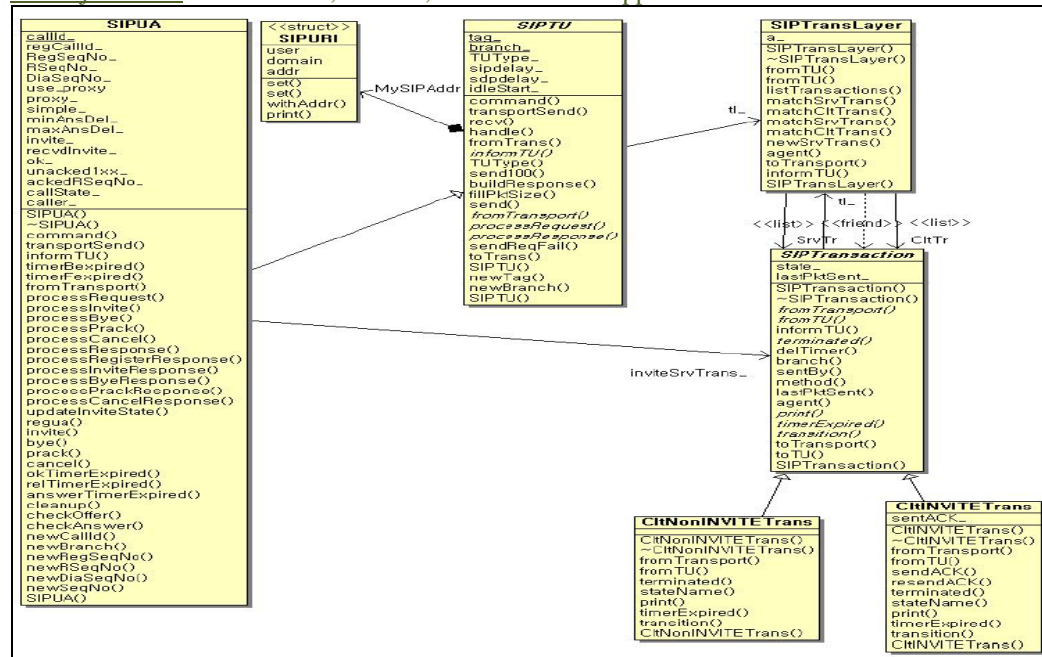 SIPUA
callId_
regCallId_
RegSeqNo_
RSeqNo_
DiaSeqNo_
use_proxy
proxy_
simple_
minAnsDel_
maxAnsDel_
invite_
recvdInvite_
ok_
unacked1xx_
ackedRSeqNo_
callState_
caller_
SIPUA()
~SIPUA()
command()
transportSend()
informTU()
timerBexpired()
timerFexpired()
fromTransport()
processRequest()
processInvite()
processBye()
processPrack()
processCancel()
processResponse()
processRegisterResponse()
processInviteResponse()
processByeResponse()
processPrackResponse()
processCancelResponse()
updateInviteState()
regua()
invite()
bye()
prack()
cancel()
okTimerExpired()
relTimerExpired()
answerTimerExpired()
cleanup()
checkOffer()
checkAnswer()
newCallId()
newBranch()
newRegSeqNo()
newRSeqNo()
newDiaSeqNo()
newSeqNo()
SIPUA()
<<struct>>
SIPURI
user
domain
addr
set()
set()
withAddr()
print()
MySIPAddr
SIPTU
tag_
branch_
TUType_
sipdelay_
sdpdelay_
idleStart_
command()
transportSend()
recv()
handle()
fromTrans()
informTU()
TUType()
send100()
buildResponse()
fillPktSize()
send()
fromTransport()
processRequest()
processResponse()
sendReqFail()
toTrans()
SIPTU()
newTag()
newBranch()
SIPTU()
tl_
SIPTransLayer
a_
SIPTransLayer()
~SIPTransLayer()
fromTU()
fromTU()
listTransactions()
matchSrvTrans()
matchCltTrans()
matchSrvTrans()
matchCltTrans()
newSrvTrans()
agent()
toTransport()
informTU()
SIPTransLayer()
tl_
<<list>> <<friend>> <<list>>
SrvTr
CltTr
inviteSrvTrans_
SIPTransaction
state_
lastPktSent_
SIPTransaction()
~SIPTransaction()
fromTransport()
fromTU()
informTU()
terminated()
delTimer()
branch()
sentBy()
method()
lastPktSent()
agent()
print()
timerExpired()
transition()
toTransport()
toTU()
SIPTransaction()
CltNonINVITETrans
CltNonINVITETrans()
~CltNonINVITETrans()
fromTransport()
fromTU()
terminated()
stateName()
print()
timerExpired()
transition()
CltNonINVITETrans()
CltINVITETrans
sentACK_
CltINVITETrans()
~CltINVITETrans()
fromTransport()
fromTU()
sendACK()
resendACK()
terminated()
stateName()
print()
timerExpired()
transition()
CltINVITETrans()